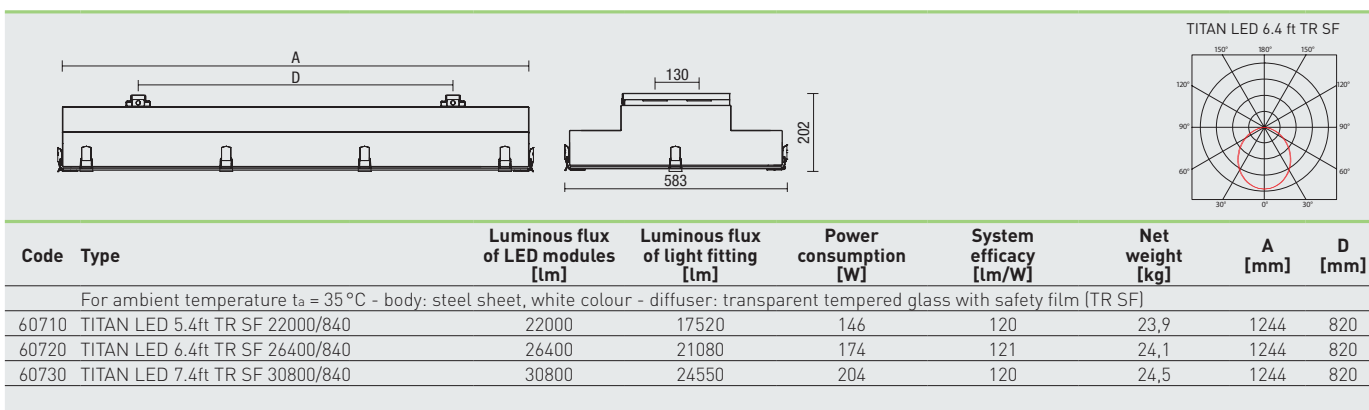 TITAN LED 6.4 ft TR SF
A
D
130
202
583
150° 180° 150°
120° 120°
90° 90°
60° 60°
30° 0° 30°
Code Type Luminous flux of LED modules [lm] Luminous flux of light fitting [lm] Power consumption [W] System efficacy [lm/W] Net weight [kg] A [mm] D [mm]
For ambient temperature ta = 35°C - body: steel sheet, white colour - diffuser: transparent tempered glass with safety film (TR SF)
60710 TITAN LED 5.4ft TR SF 22000/840 22000 17520 146 120 23,9 1244 820
60720 TITAN LED 6.4ft TR SF 26400/840 26400 21080 174 121 24,1 1244 820
60730 TITAN LED 7.4ft TR SF 30800/840 30800 24550 204 120 24,5 1244 820